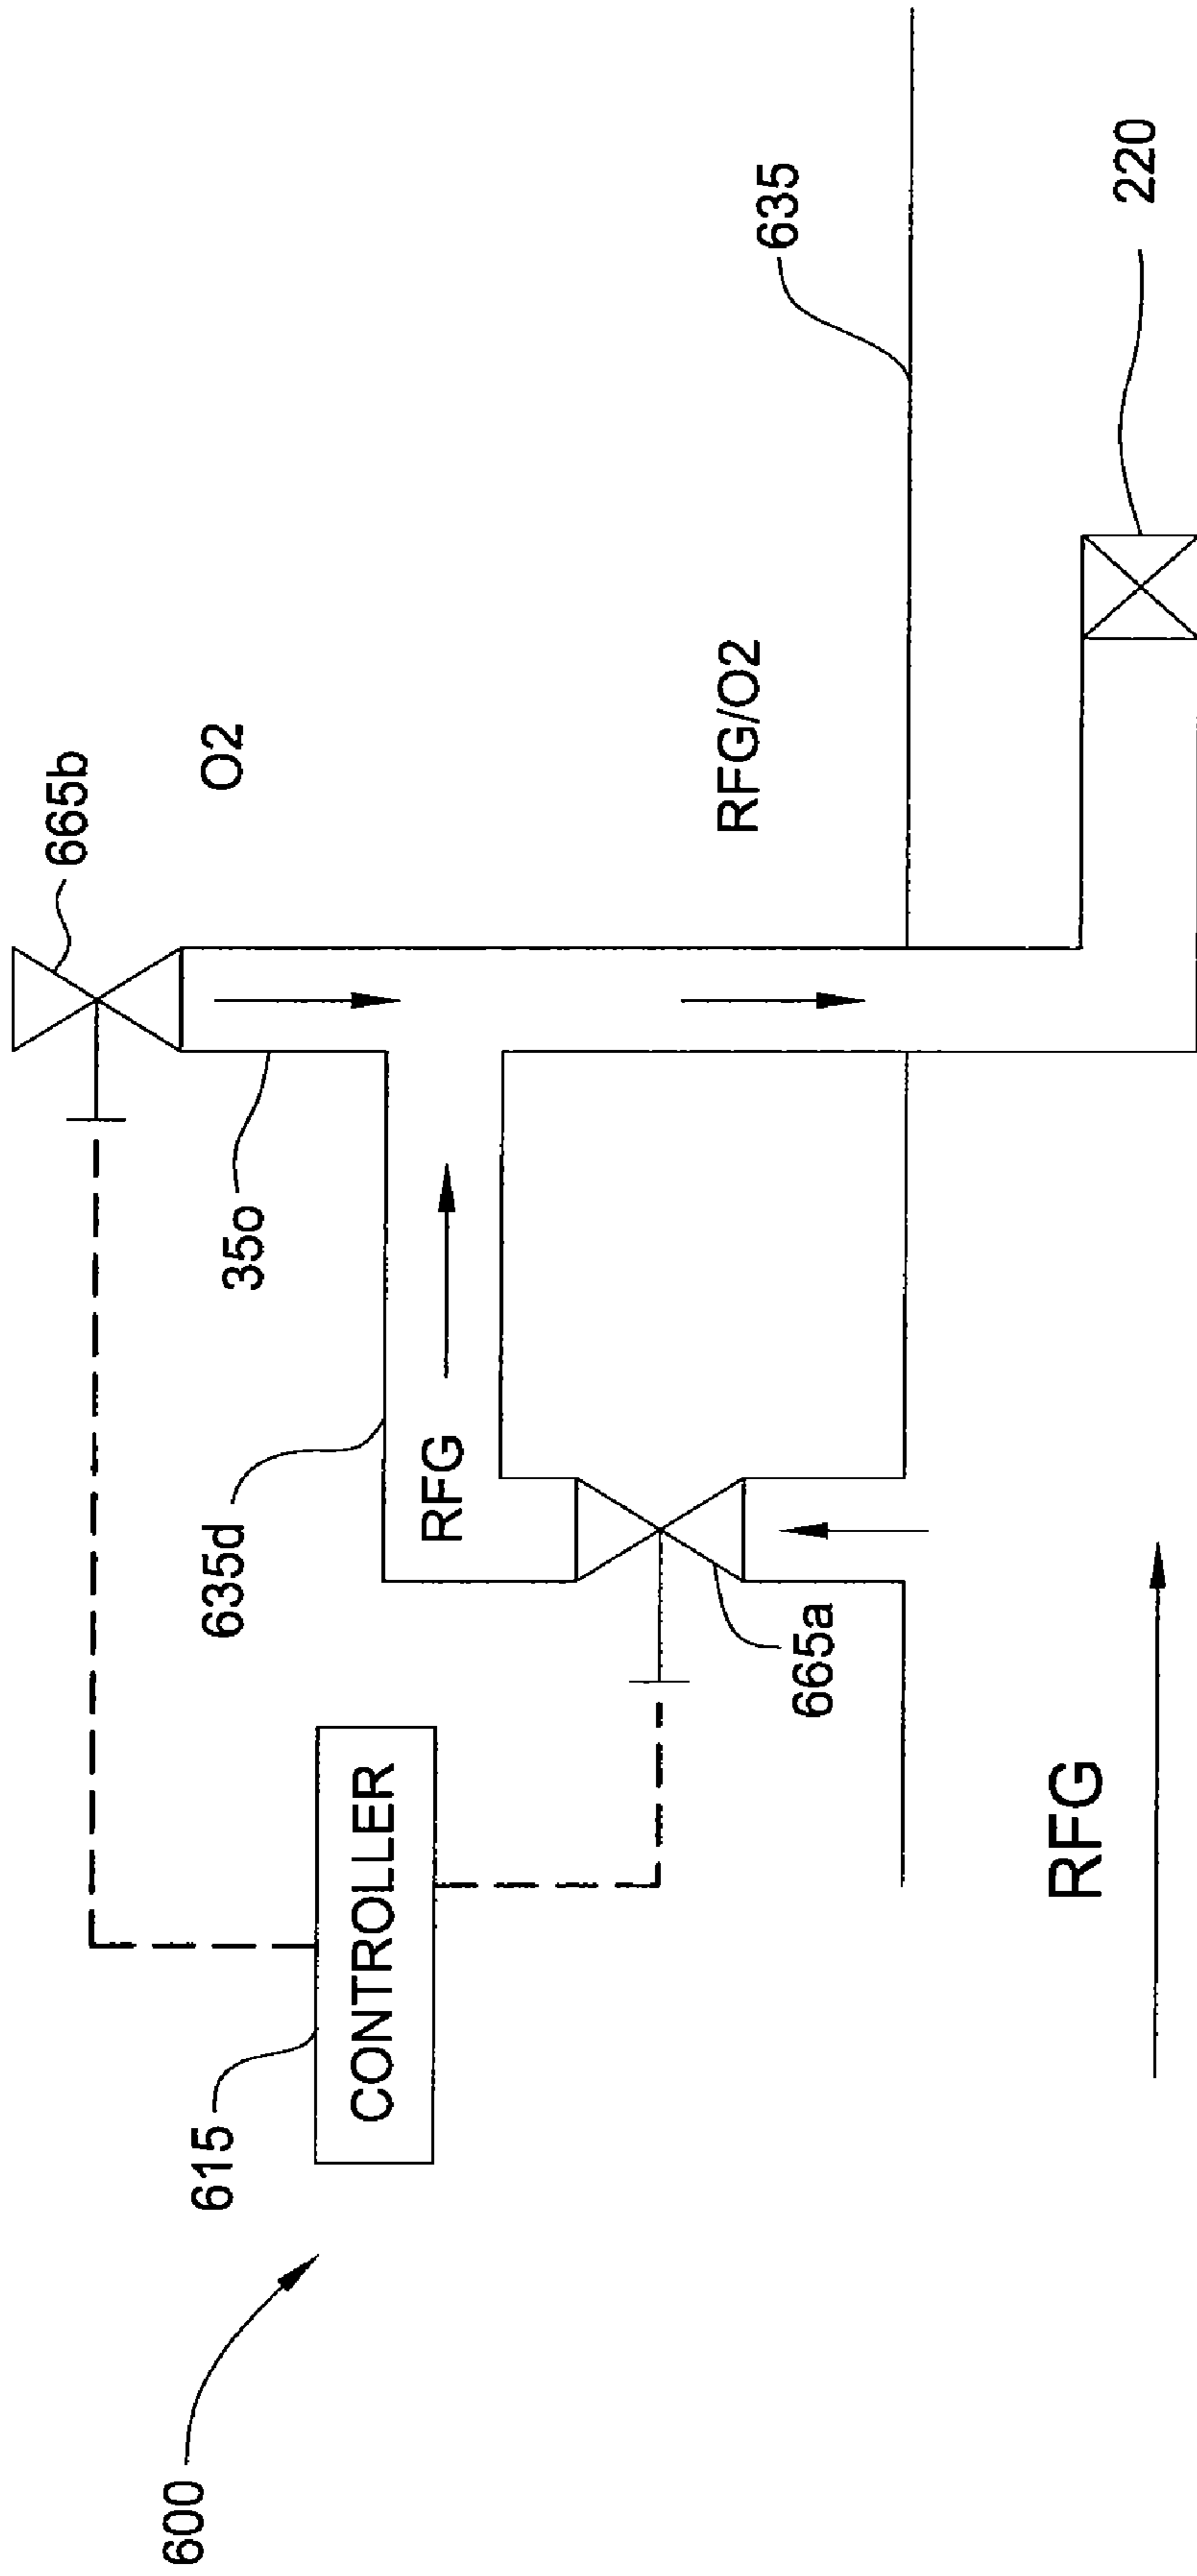 665b
O2
35o
635d
RFG
RFG/O2
635
220
665a
615
CONTROLLER
600
RFG